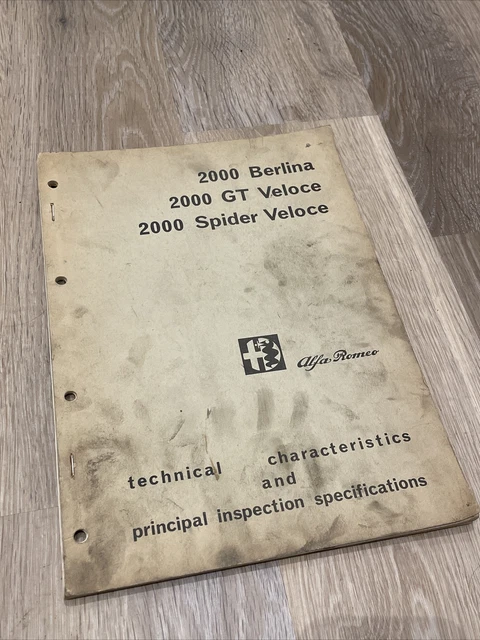 2000 Berlina
2000 GT Veloce
2000 Spider Veloce
Alfa Romeo
technical characteristics
and
principal inspection specifications